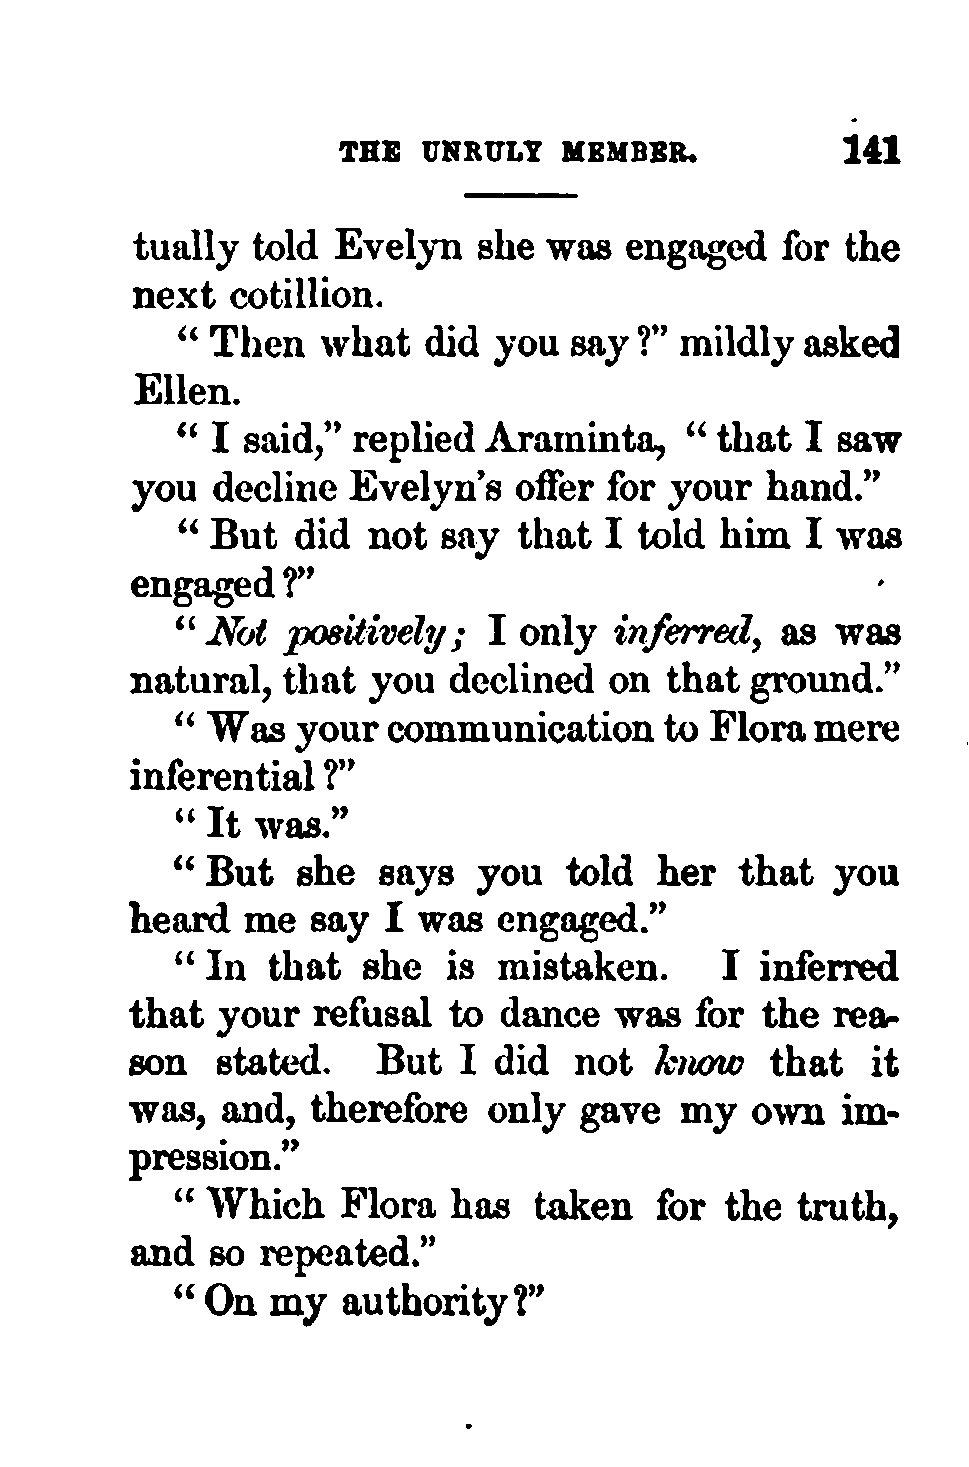 THE UNRULY MEMBER. 141
tually told Evelyn she was engaged for the
next cotillion.
“ Then what did you say ?” mildly asked
Ellen.
“ I said,” replied Araminta, “ that I saw
you decline Evelyn’s offer for your hand.”
“ But did not say that I told him I was
engaged ?”
“ Not positively ; I only inferred, as was
natural, that you declined on that ground.”
“ Was your communication to Flora mere
inferential ?”
“ It was.”
“ But she says you told her that you
heard me say I was engaged.”
“ In that she is mistaken. I inferred
that your refusal to dance was for the rea-
son stated. But I did not know that it
was, and, therefore only gave my own im-
pression.”
“ Which Flora has taken for the truth,
and so repeated.”
“ On my authority ?”